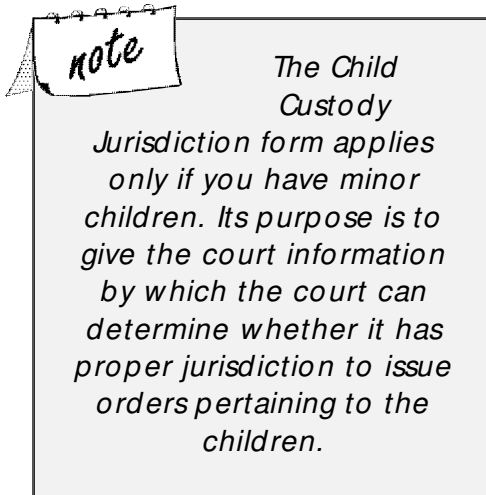 note
The Child
Custody
Jurisdiction form applies
only if you have minor
children. Its purpose is to
give the court information
by which the court can
determine whether it has
proper jurisdiction to issue
orders pertaining to the
children.